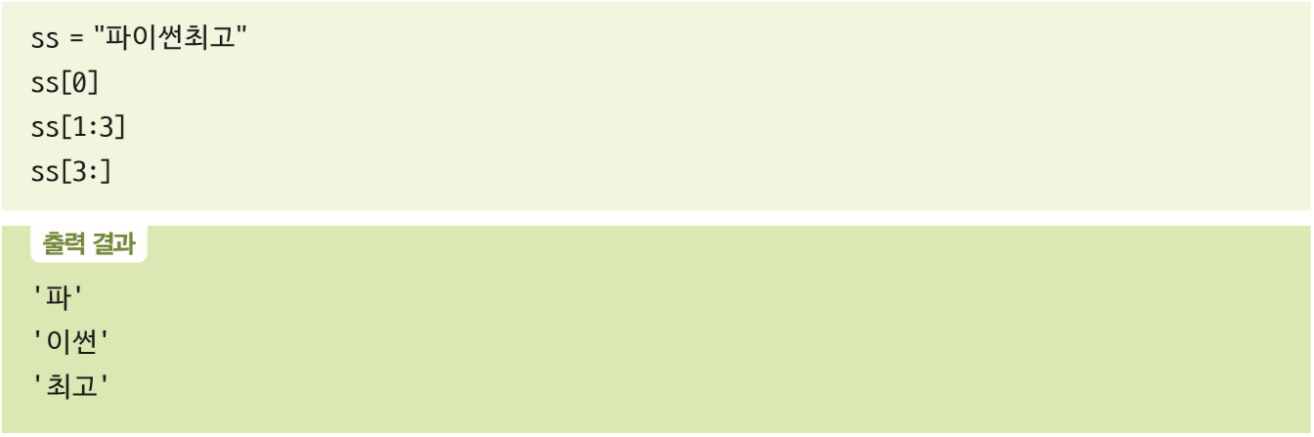 ss = "파이썬최고"
ss[0]
ss[1:3]
ss[3:]
출력 결과
'파'
'이썬'
'최고'